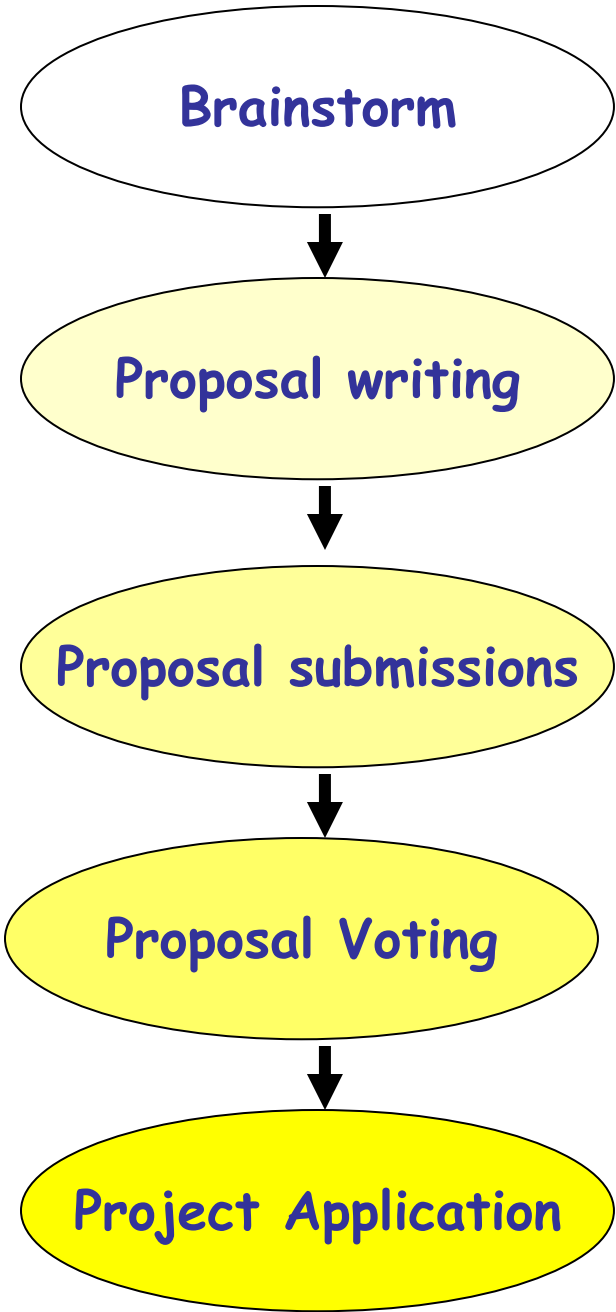 Brainstorm
Proposal writing
Proposal submissions
Proposal Voting
Project Application